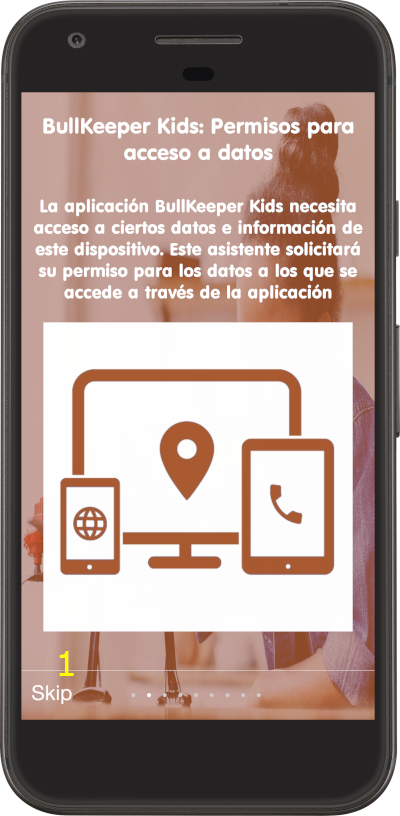 BullKeeper Kids: Permisos para
acceso a datos
La aplicación BullKeeper Kids necesita
acceso a ciertos datos e información de
este dispositivo. Este asistente solicitará
su permiso para los datos a los que se
accede a través de la aplicación
1
Skip